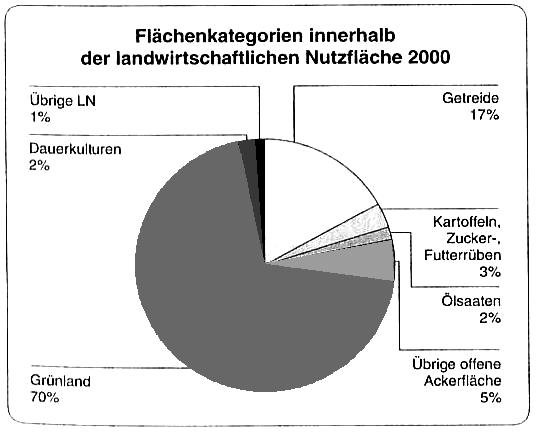 Flächenkategorien innerhalb
der landwirtschaftlichen Nutzfläche 2000
Übrige LN
1%
Dauerkulturen
2%
Grünland
70%
Getreide
17%
Kartoffeln,
Zucker-,
Futterrüben
3%
Ölsaaten
2%
Übrige offene
Ackerfläche
5%